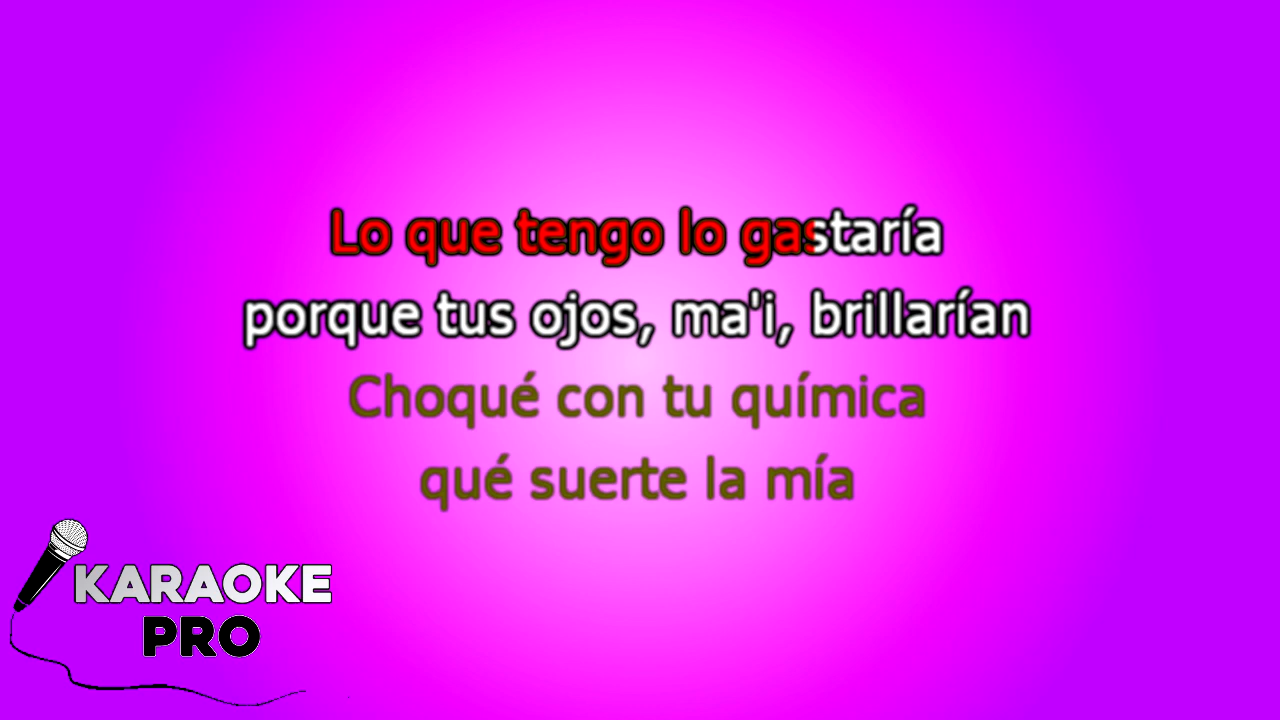 Lo que tengo lo gastaría
porque tus ojos, ma'i, brillarían
Choqué con tu química
qué suerte la mía
KARAOKE
PRO